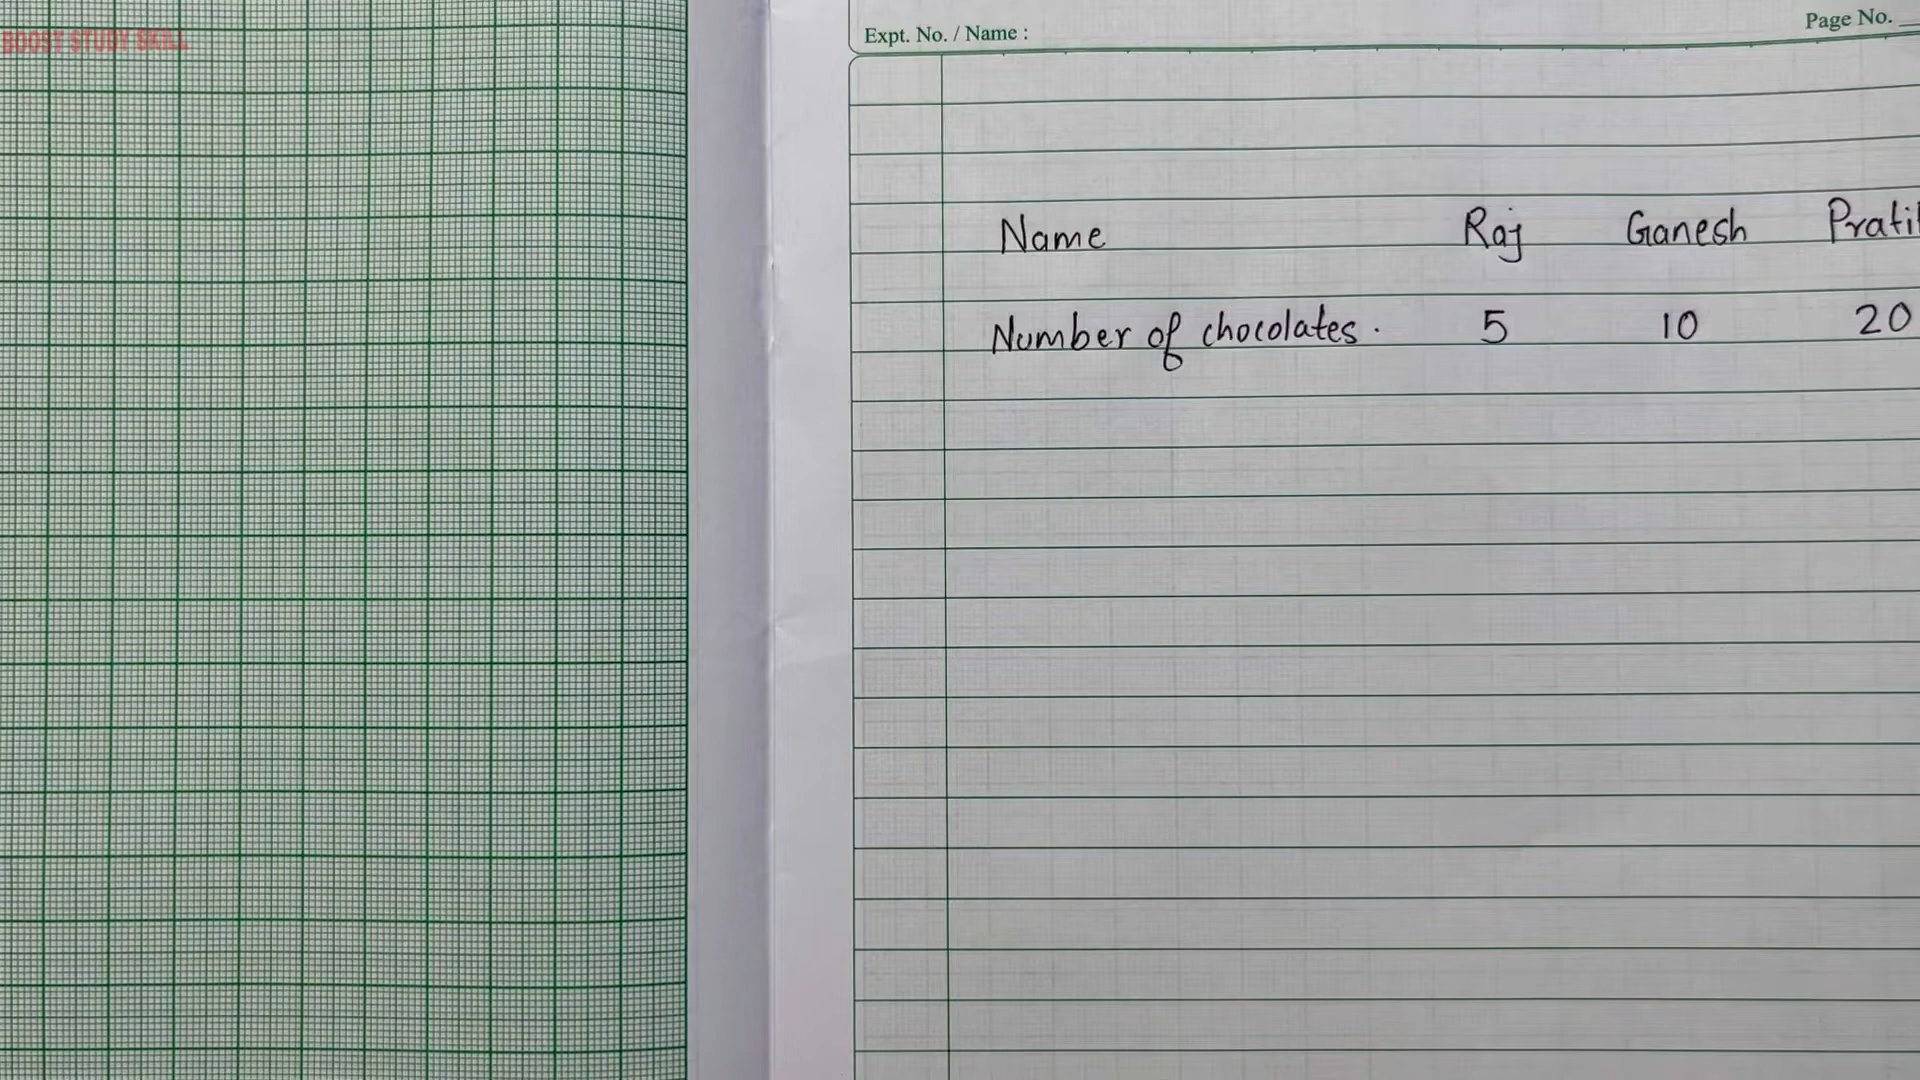 BOOST STUDY SKILL
Expt. No. / Name :
Page No.
Name Raj Ganesh
Number of chocolates. 5 10 20